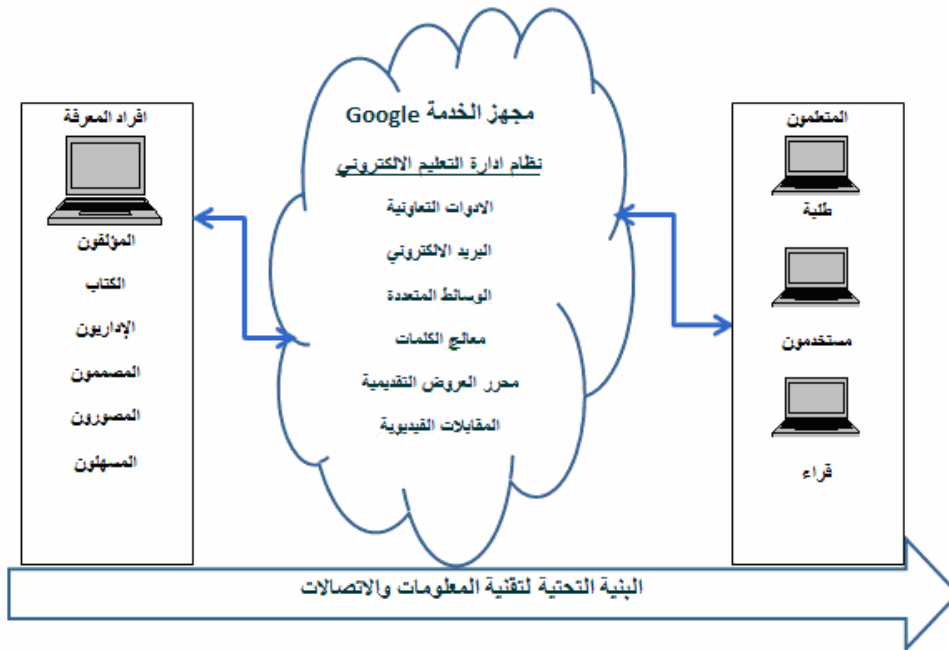 المتعلمون
طلبة
مستخدمون
قراء
مجهز الخدمة Google
نظام ادارة التعليم الالكتروني
الادوات التعاونية
البريد الالكتروني
الوسائط المتعددة
معالج الكلمات
محرر العروض التقديمية
المقابلات الفيديوية
افراد المعرفة
المؤلفون
الكتاب
الإداريون
المصممون
المصورون
المسهلون
البنية التحتية لتقنية المعلومات والاتصالات